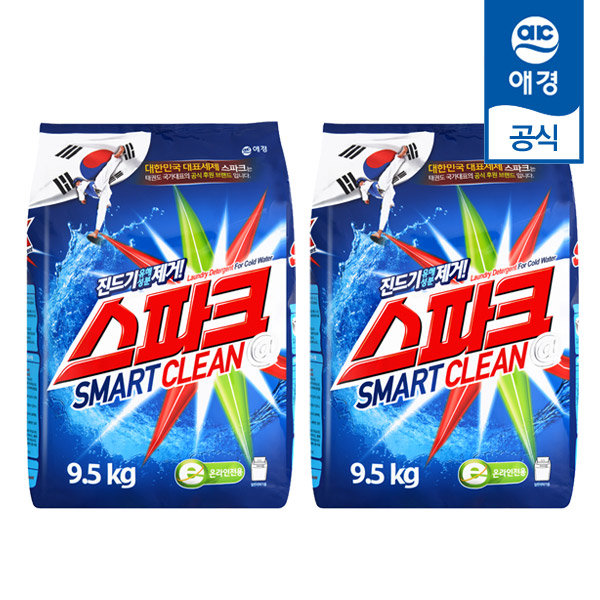 애경
공식
애경
대한민국 대표세제 스파크는
태권도 국가대표의 공식 후원 브랜드 입니다.
진드기 유해성분 제거!
Laundry Detergent For Cold Water
스파크
SMART CLEAN
9.5 kg
온라인전용
애경
대한민국 대표세제 스파크는
태권도 국가대표의 공식 후원 브랜드 입니다.
진드기 유해성분 제거!
Laundry Detergent For Cold Water
스파크
SMART CLEAN
9.5 kg
온라인전용